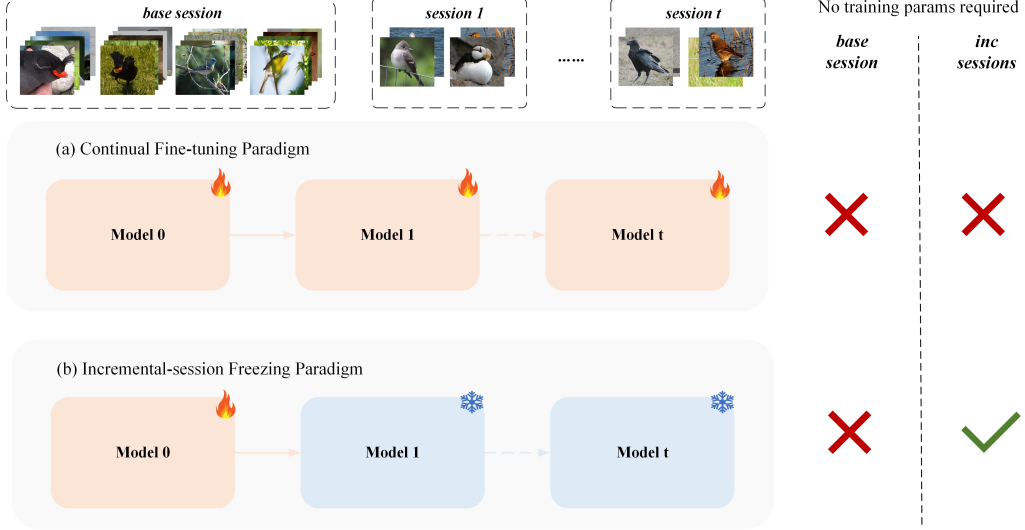 base session
session 1
......
session t
No training params required
base
session
inc
sessions
(a) Continual Fine-tuning Paradigm
Model 0
Model 1
Model t
(b) Incremental-session Freezing Paradigm
Model 0
Model 1
Model t